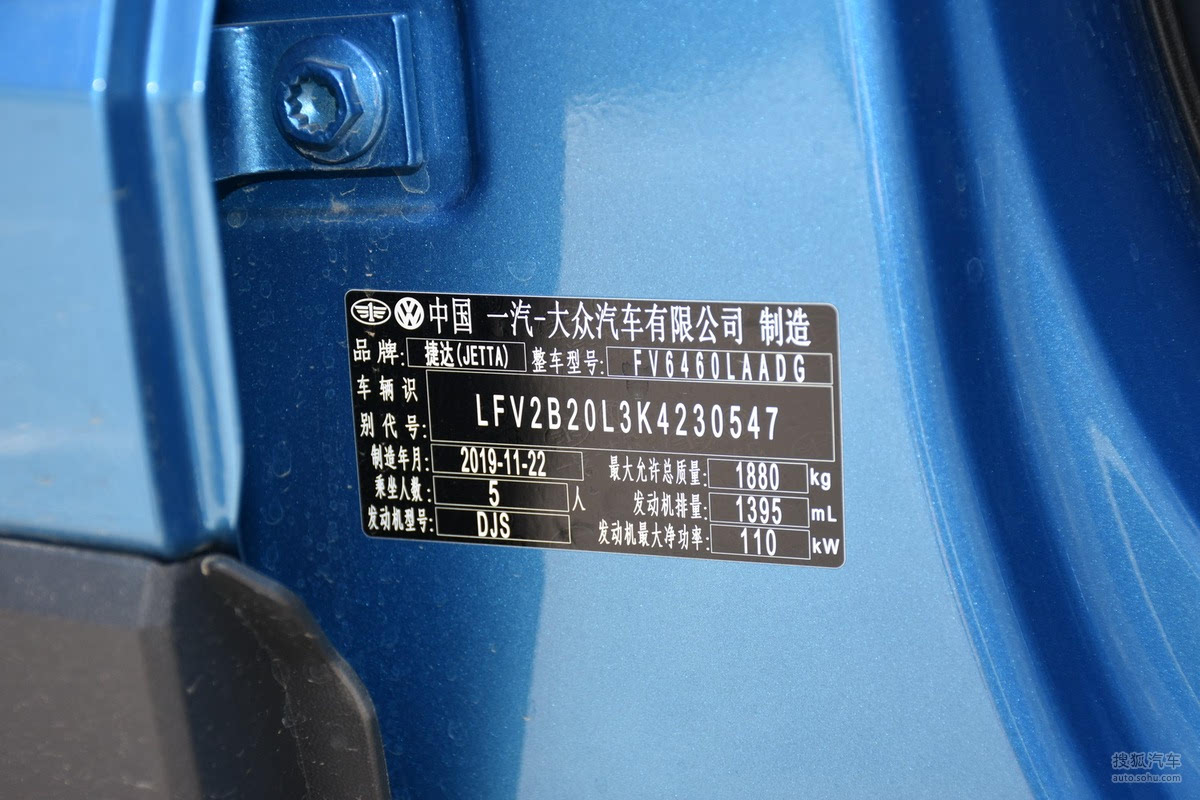 中国 一汽-大众汽车有限公司 制造
品牌: 捷达(JETTA) 整车型号: FV6460LAADG
车辆识别代号: LFV2B20L3K4230547
制造年月: 2019-11-22 最大允许总质量: 1880 kg
乘坐人数: 5 人 发动机排量: 1395 mL
发动机型号: DJS 发动机最大净功率: 110 kW
搜狐汽车
auto.sohu.com